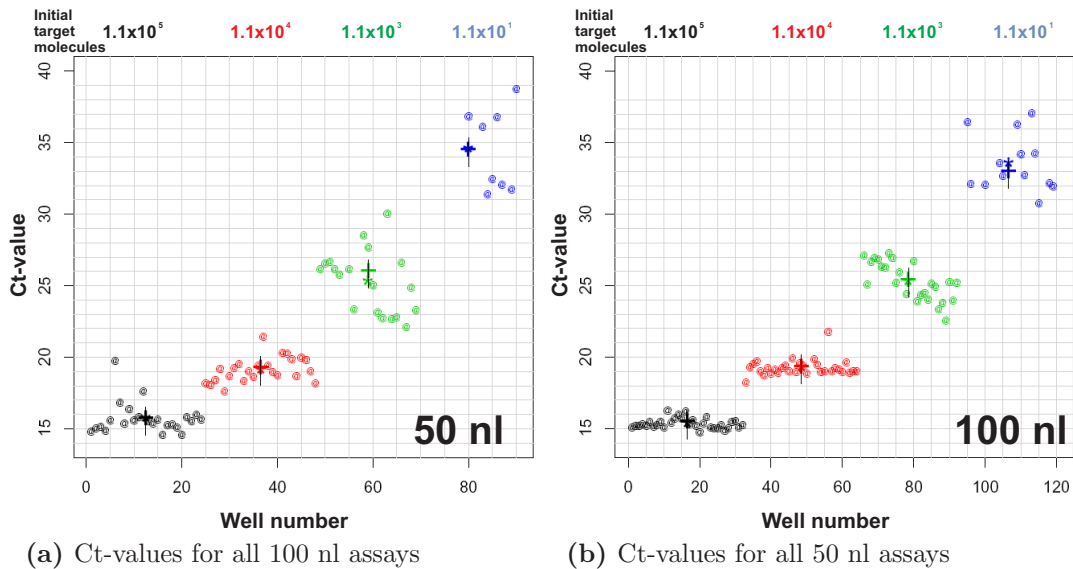 Initial
target
molecules 1.1x10⁵ 1.1x10⁴ 1.1x10³ 1.1x10¹
40
35
30
25
20
15
Ct-value
50 nl
0 20 40 60 80
Well number
(a) Ct-values for all 100 nl assays
Initial
target
molecules 1.1x10⁵ 1.1x10⁴ 1.1x10³ 1.1x10¹
40
35
30
25
20
15
Ct-value
100 nl
0 20 40 60 80 100 120
Well number
(b) Ct-values for all 50 nl assays